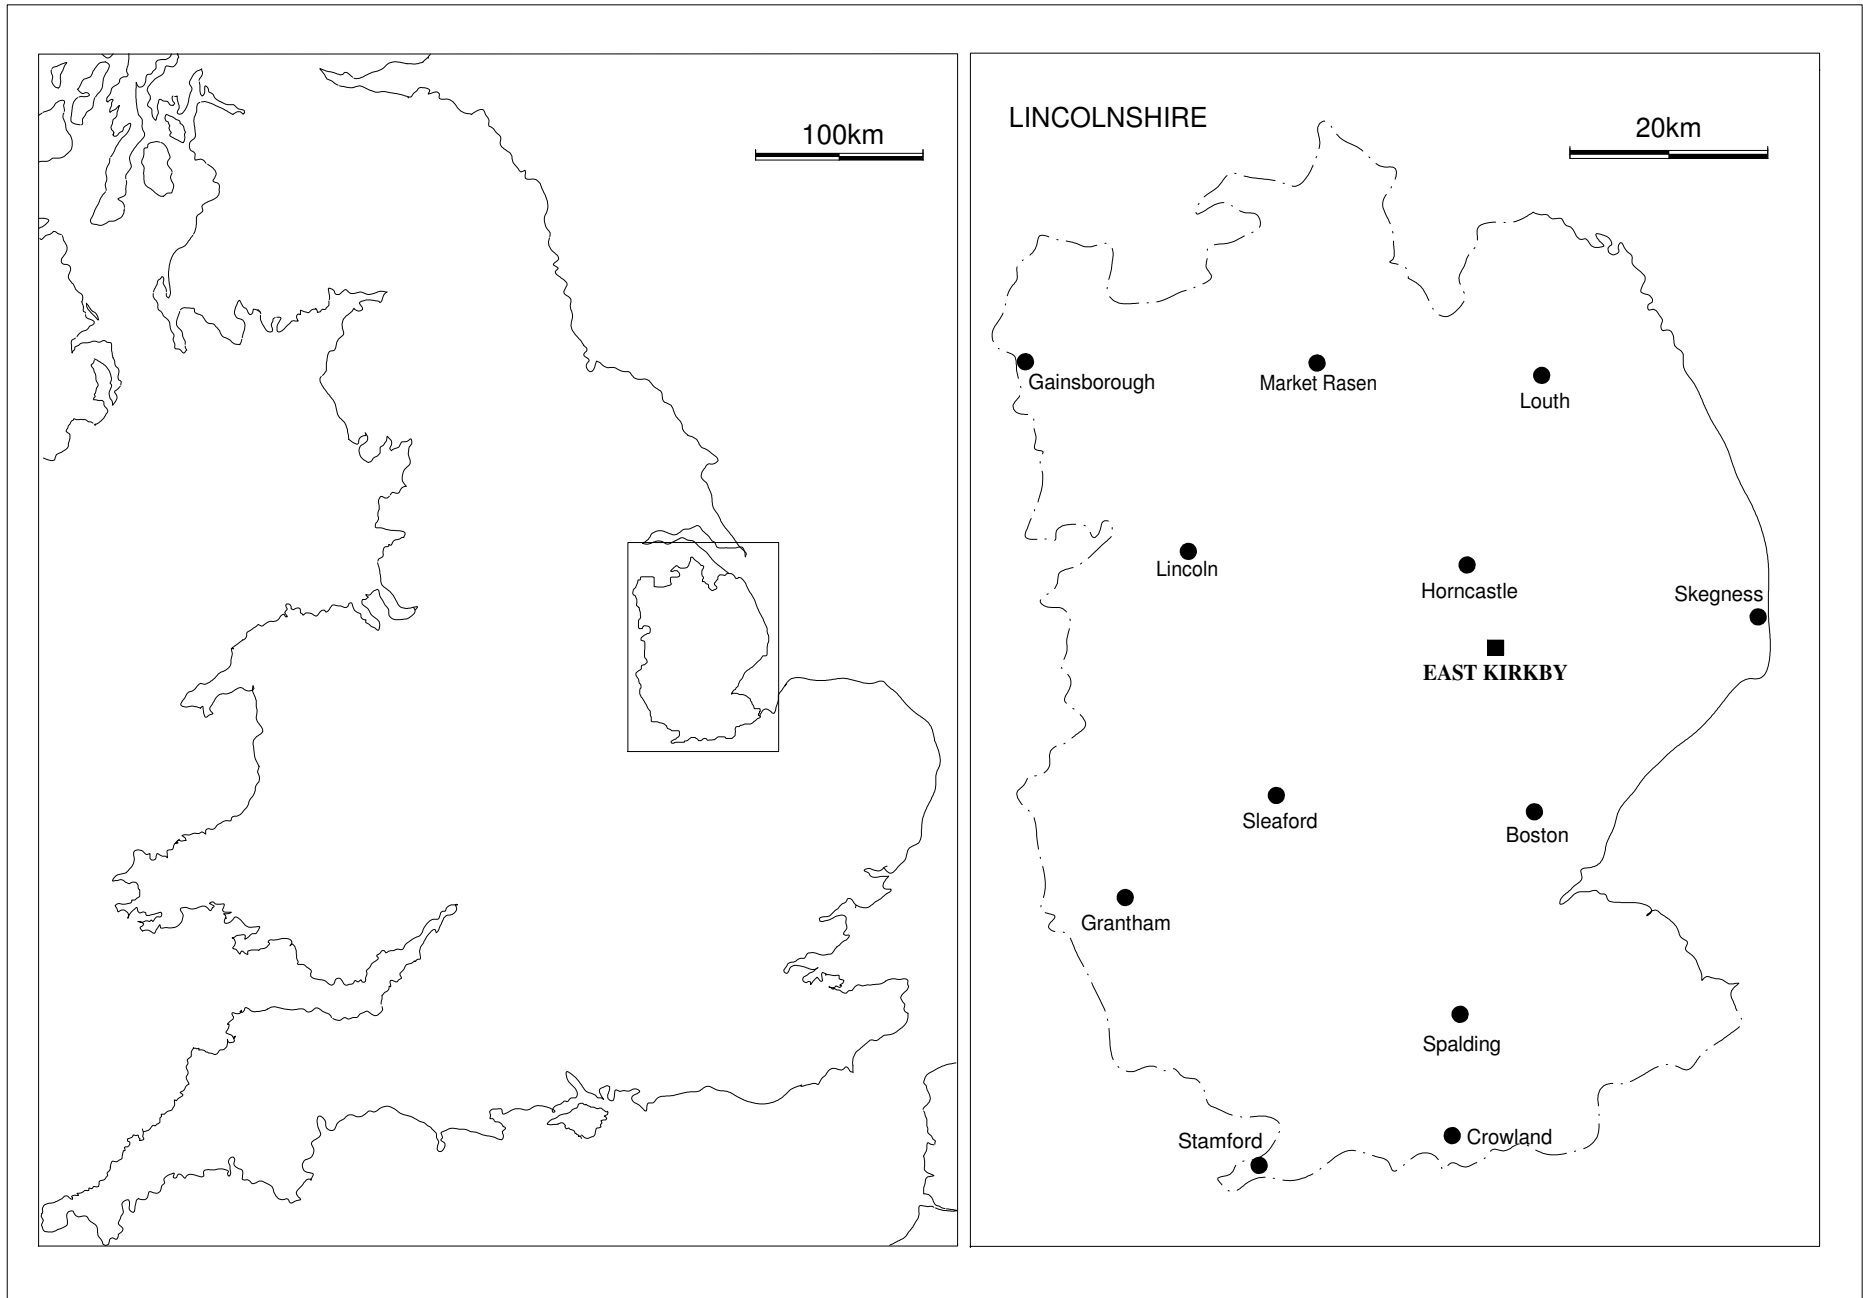 100km
LINCOLNSHIRE
20km
Gainsborough
Market Rasen
Louth
Lincoln
Horncastle
Skegness
EAST KIRKBY
Sleaford
Boston
Grantham
Spalding
Stamford
Crowland